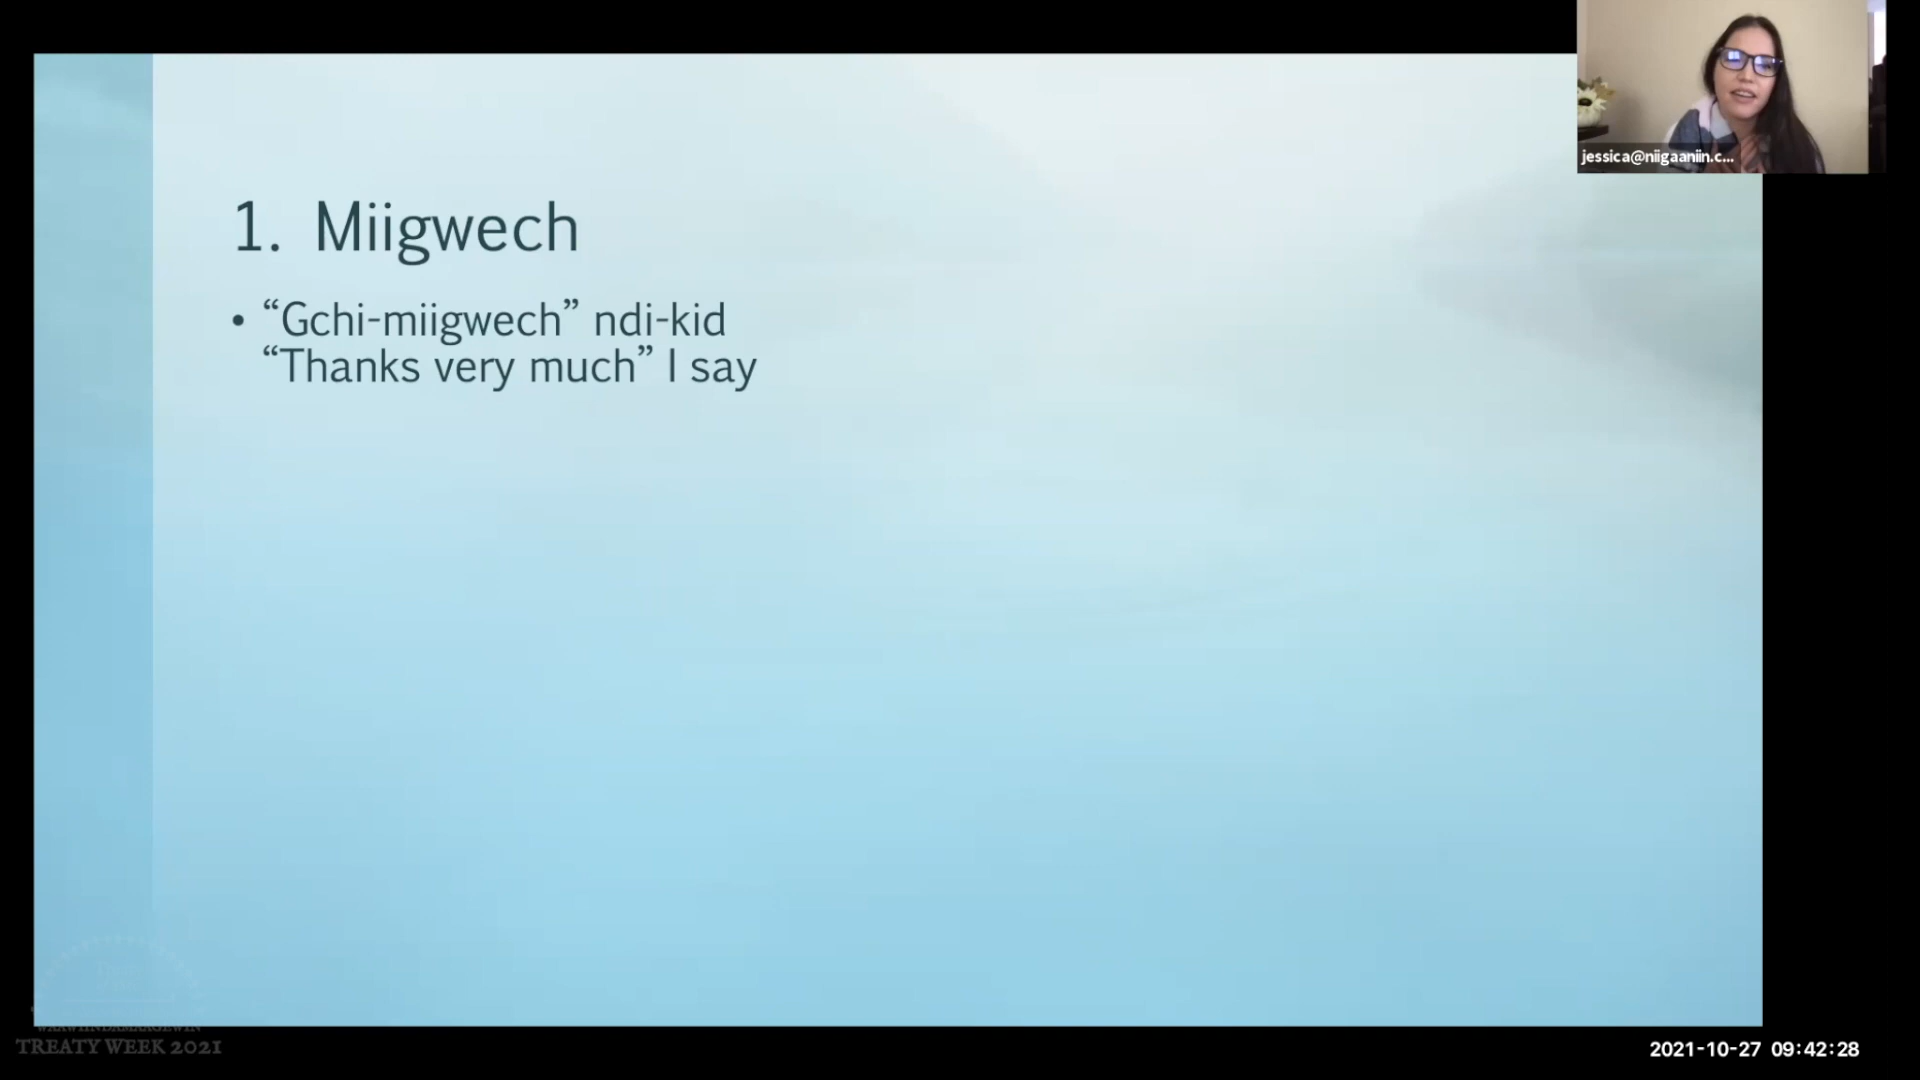 jessica@niigaaniin.c...
1. Miigwech
• “Gchi-miigwech” ndi-kid
“Thanks very much” I say
TREATY WEEK 2021
2021-10-27 09:42:28